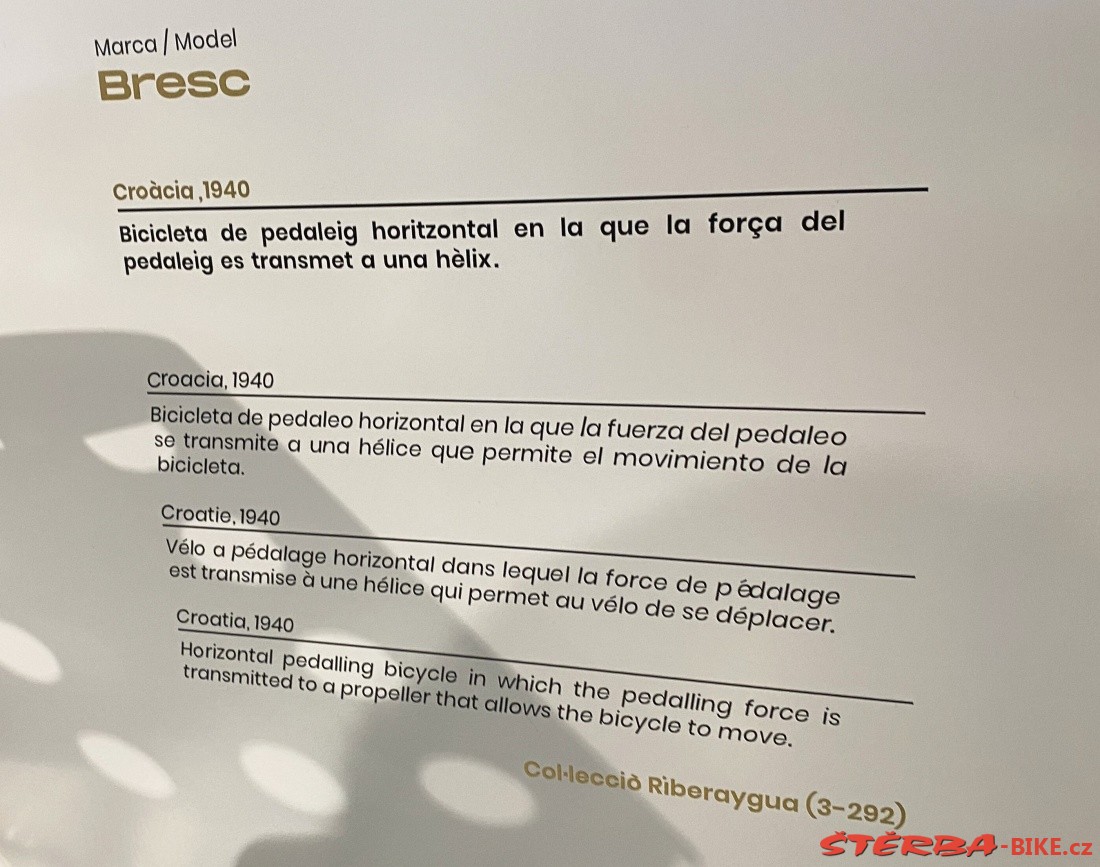 Marca / Model
Bresc
Croàcia ,1940
Bicicleta de pedaleig horitzontal en la que la força del
pedaleig es transmet a una hèlix.
Croacia, 1940
Bicicleta de pedaleo horizontal en la que la fuerza del pedaleo
se transmite a una hélice que permite el movimiento de la
bicicleta.
Croatie, 1940
Vélo a pédalage horizontal dans lequel la force de p édalage
est transmise à une hélice qui permet au vélo de se déplacer.
Croatia, 1940
Horizontal pedalling bicycle in which the pedalling force is
transmitted to a propeller that allows the bicycle to move.
Col·lecciò Riberaygua (3-292)
ŠTĚRBA-BIKE.cz